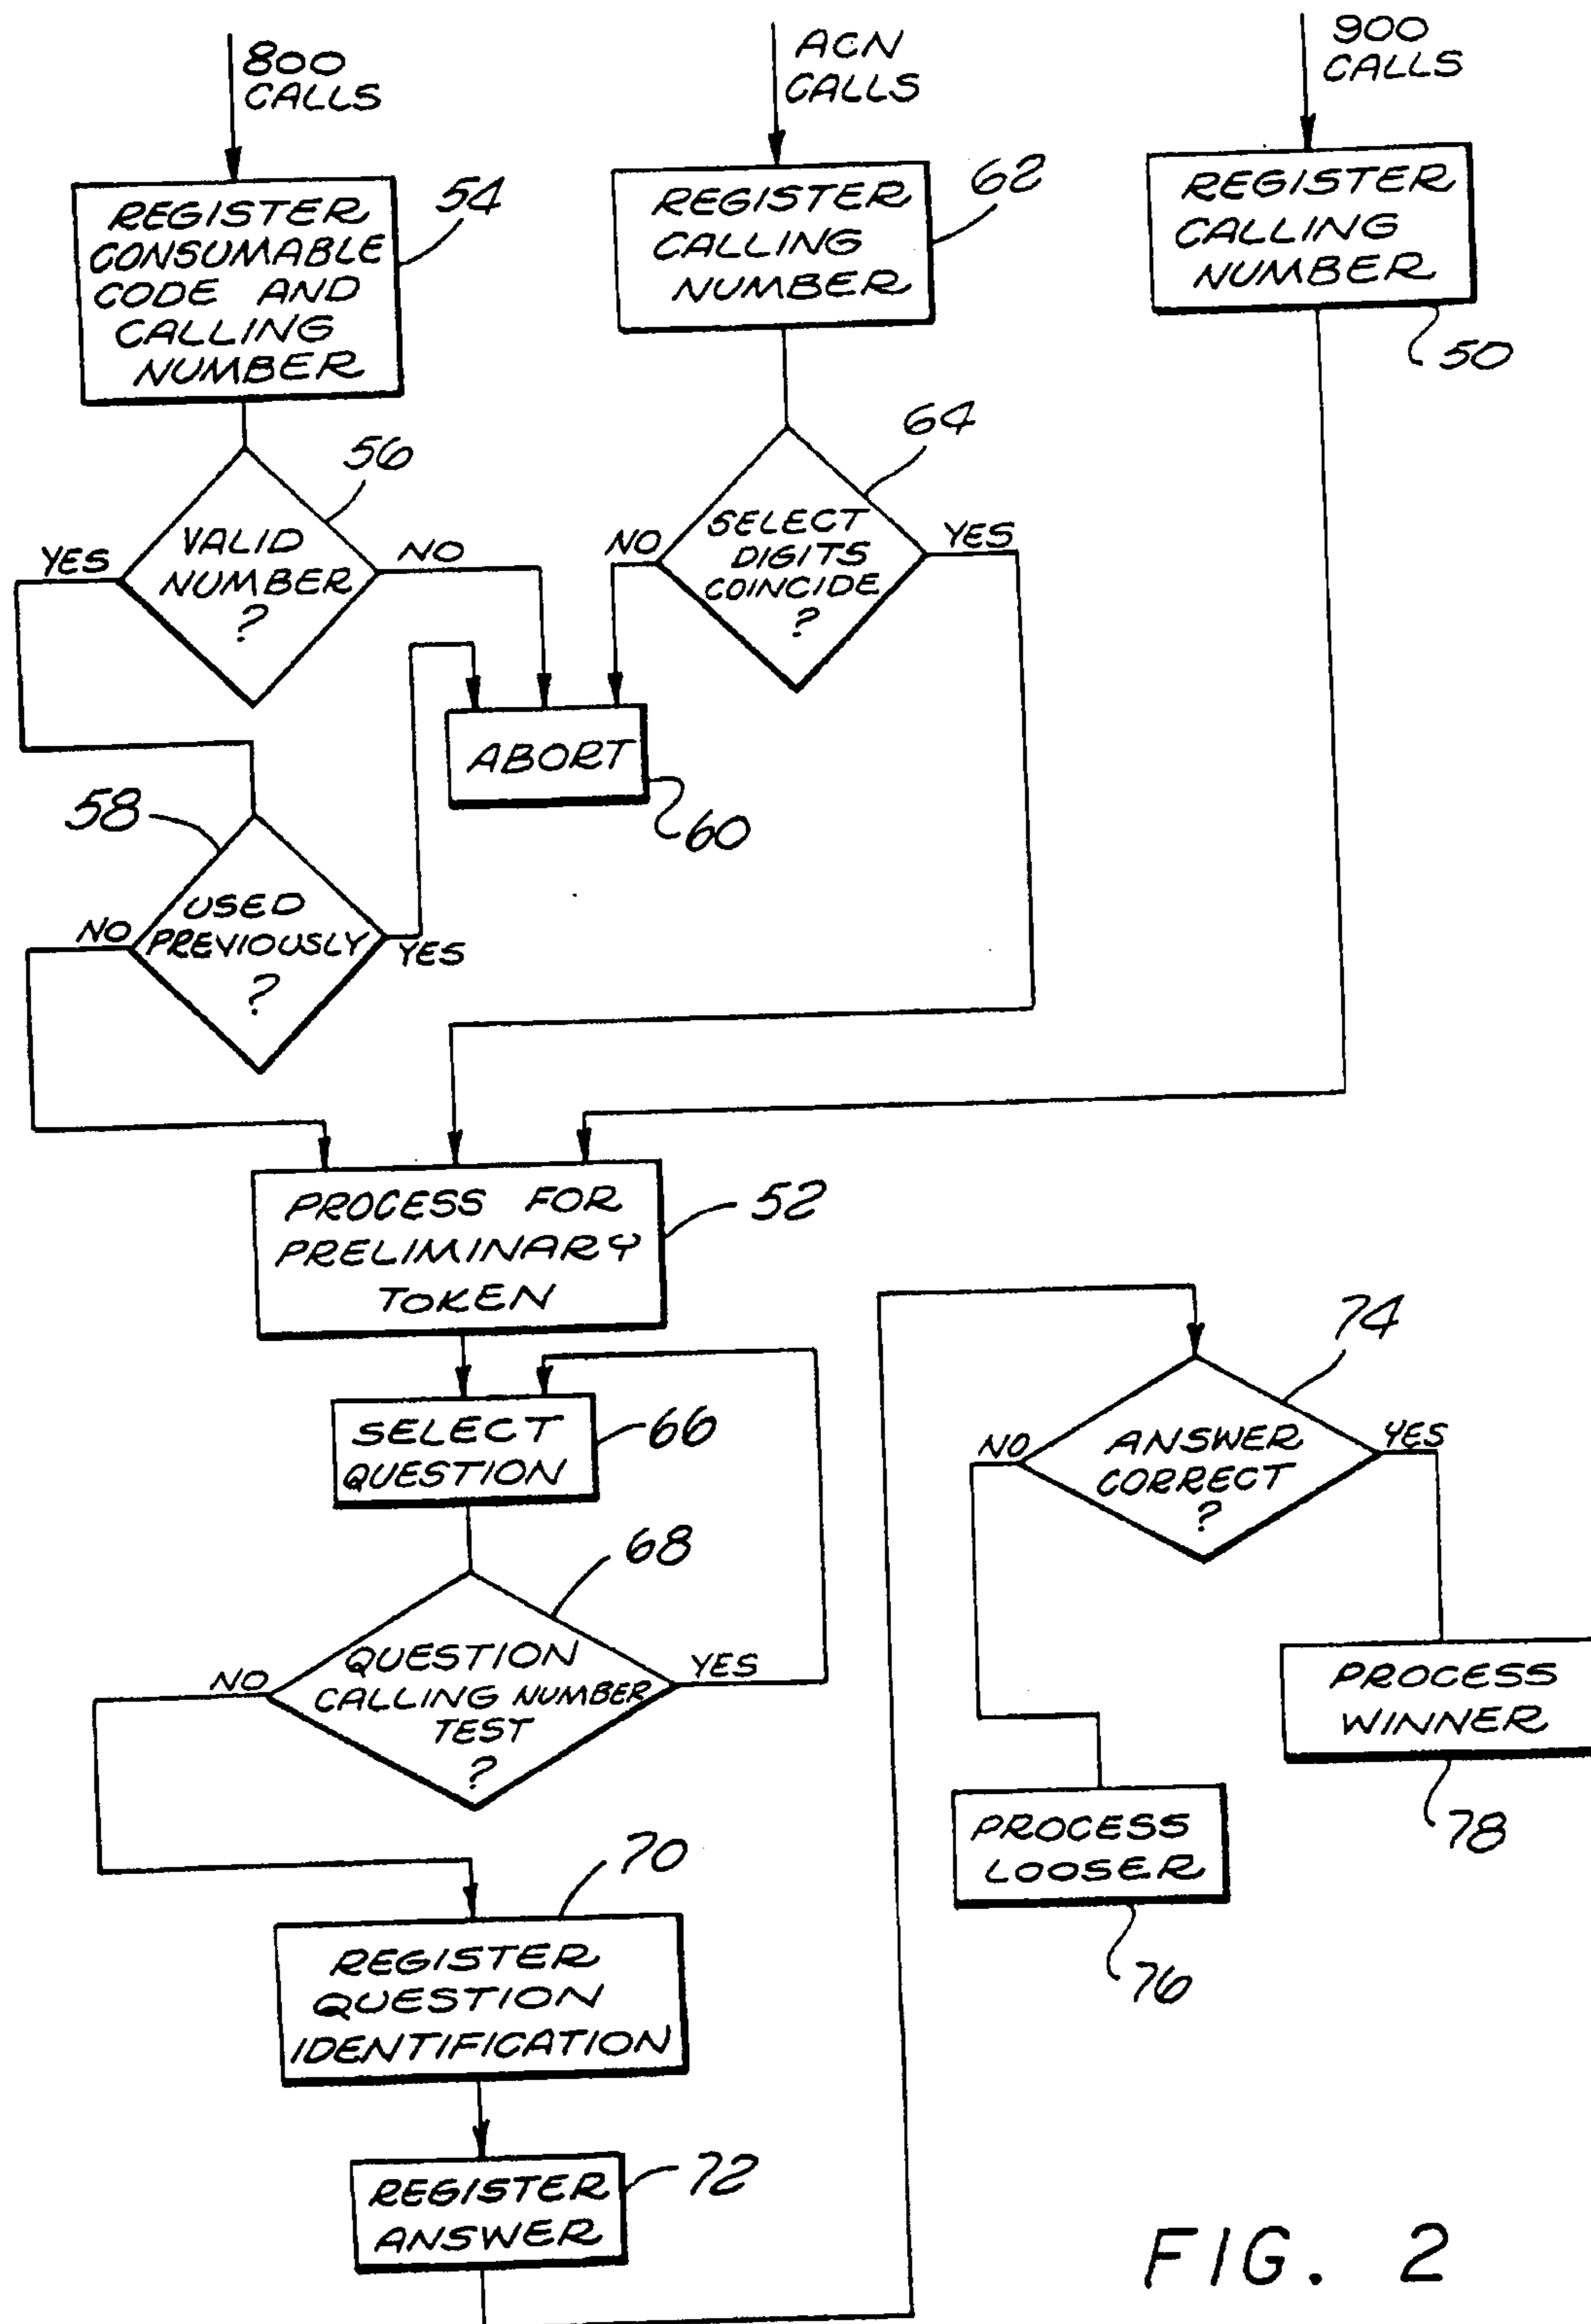 800
CALLS
ACN
CALLS
900
CALLS
REGISTER
CONSUMABLE
CODE AND
CALLING
NUMBER
54
REGISTER
CALLING
NUMBER
62
REGISTER
CALLING
NUMBER
50
56
VALID
NUMBER
?
YES
NO
64
SELECT
DIGITS
COINCIDE
?
NO
YES
ABORT
60
58
USED
PREVIOUSLY
?
NO
YES
PROCESS FOR
PRELIMINARY
TOKEN
52
SELECT
QUESTION
66
68
QUESTION
CALLING NUMBER
TEST
?
NO
YES
70
REGISTER
QUESTION
IDENTIFICATION
REGISTER
ANSWER
72
74
ANSWER
CORRECT
?
NO
YES
PROCESS
WINNER
78
PROCESS
LOOSER
76
FIG. 2